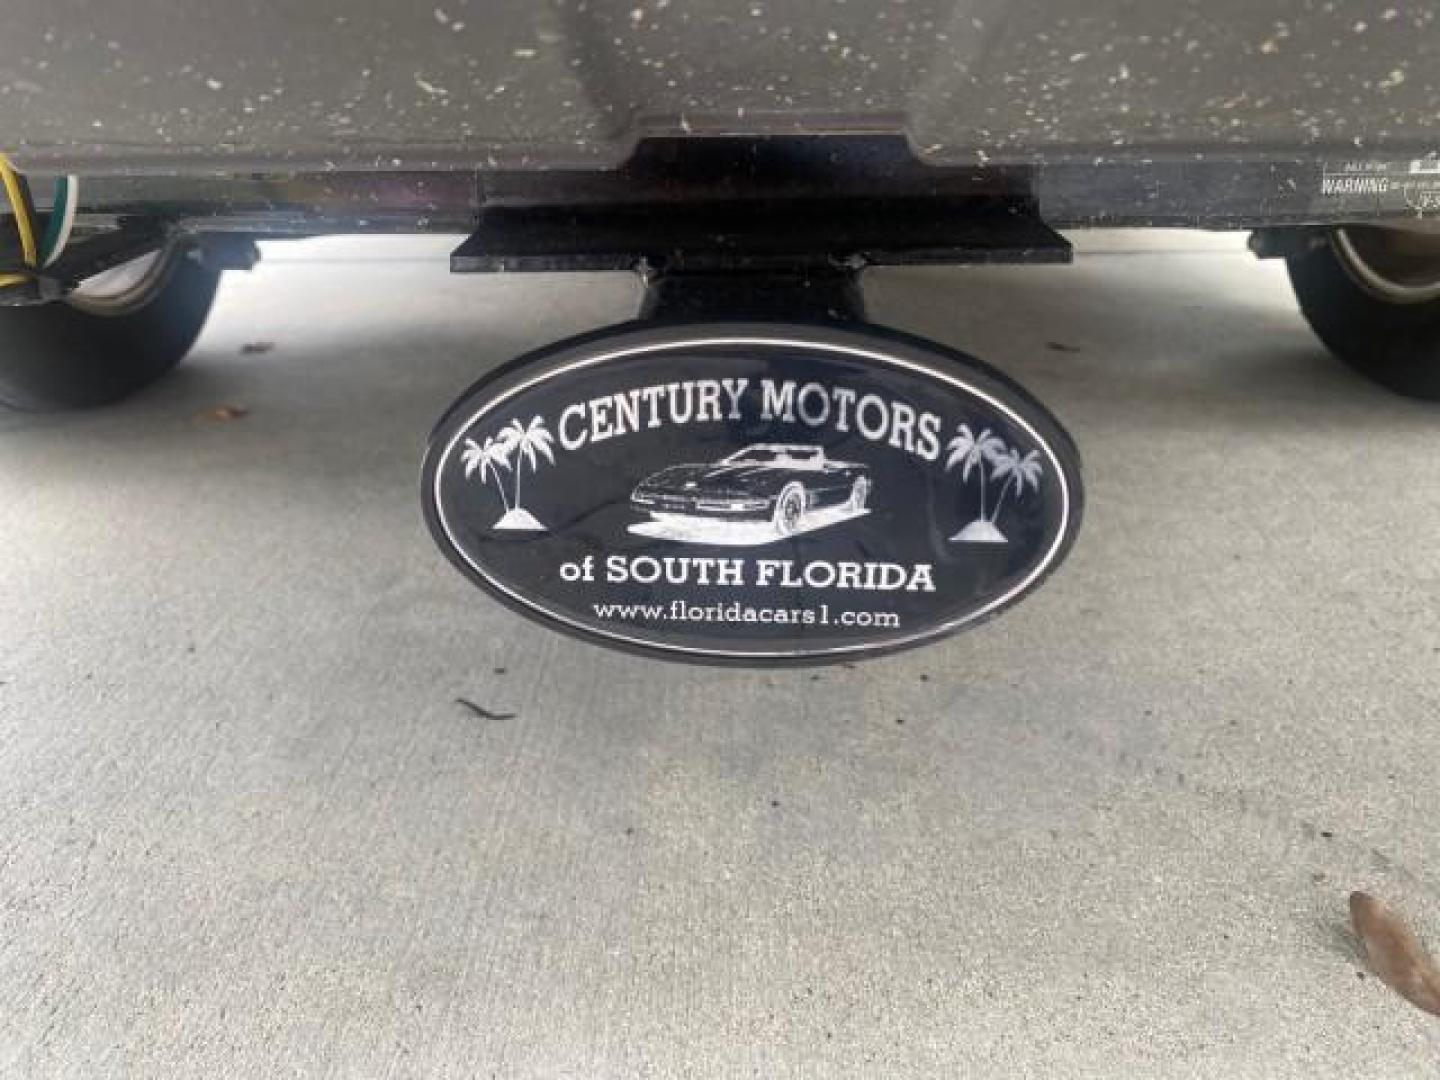 WARNING
CENTURY MOTORS
of SOUTH FLORIDA
www.floridacars1.com